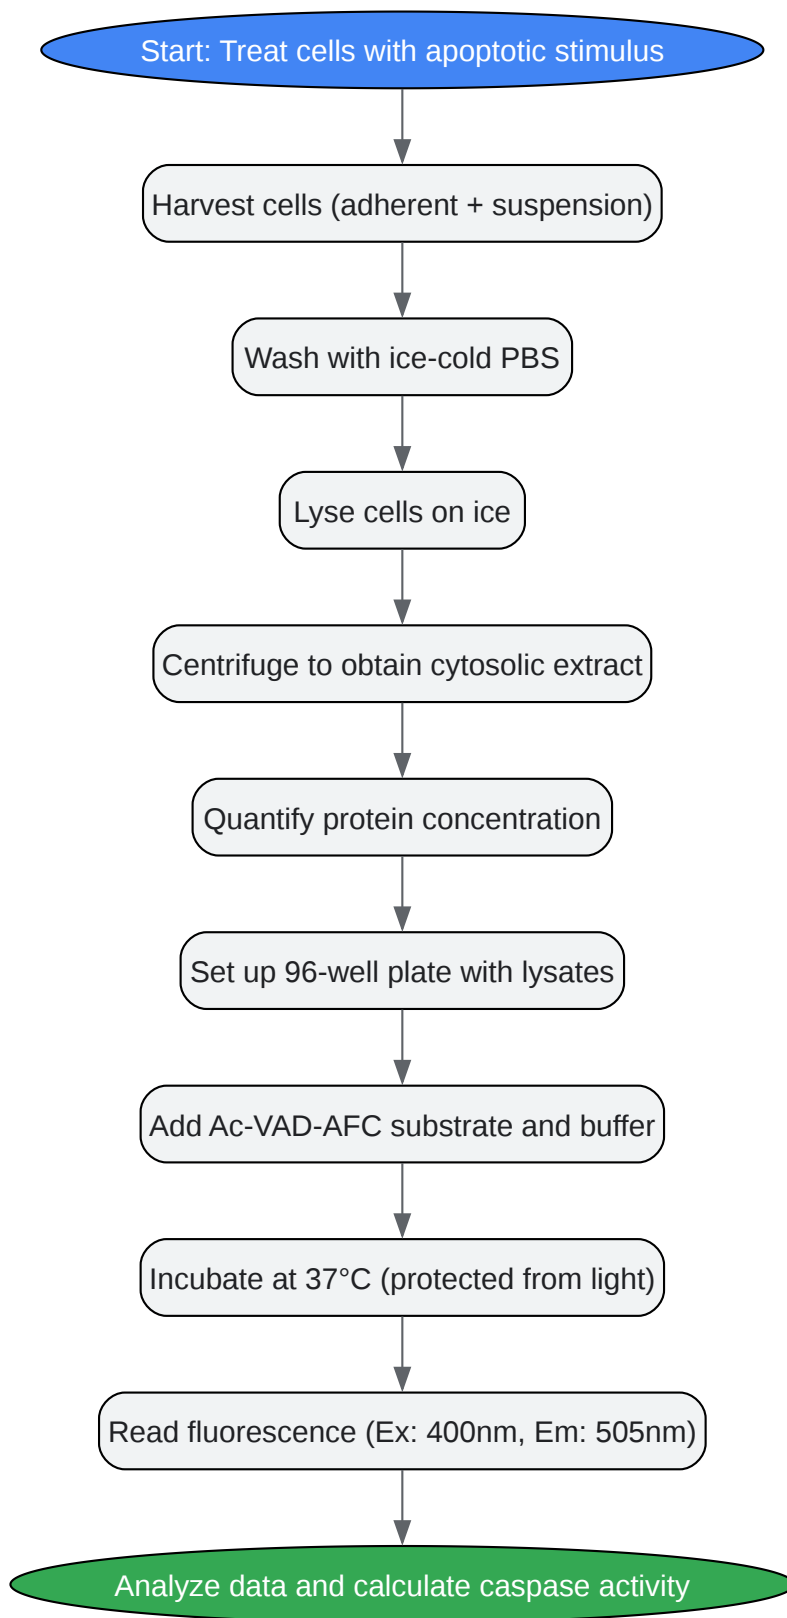 Start: Treat cells with apoptotic stimulus
Harvest cells (adherent + suspension)
Wash with ice-cold PBS
Lyse cells on ice
Centrifuge to obtain cytosolic extract
Quantify protein concentration
Set up 96-well plate with lysates
Add Ac-VAD-AFC substrate and buffer
Incubate at 37°C (protected from light)
Read fluorescence (Ex: 400nm, Em: 505nm)
Analyze data and calculate caspase activity